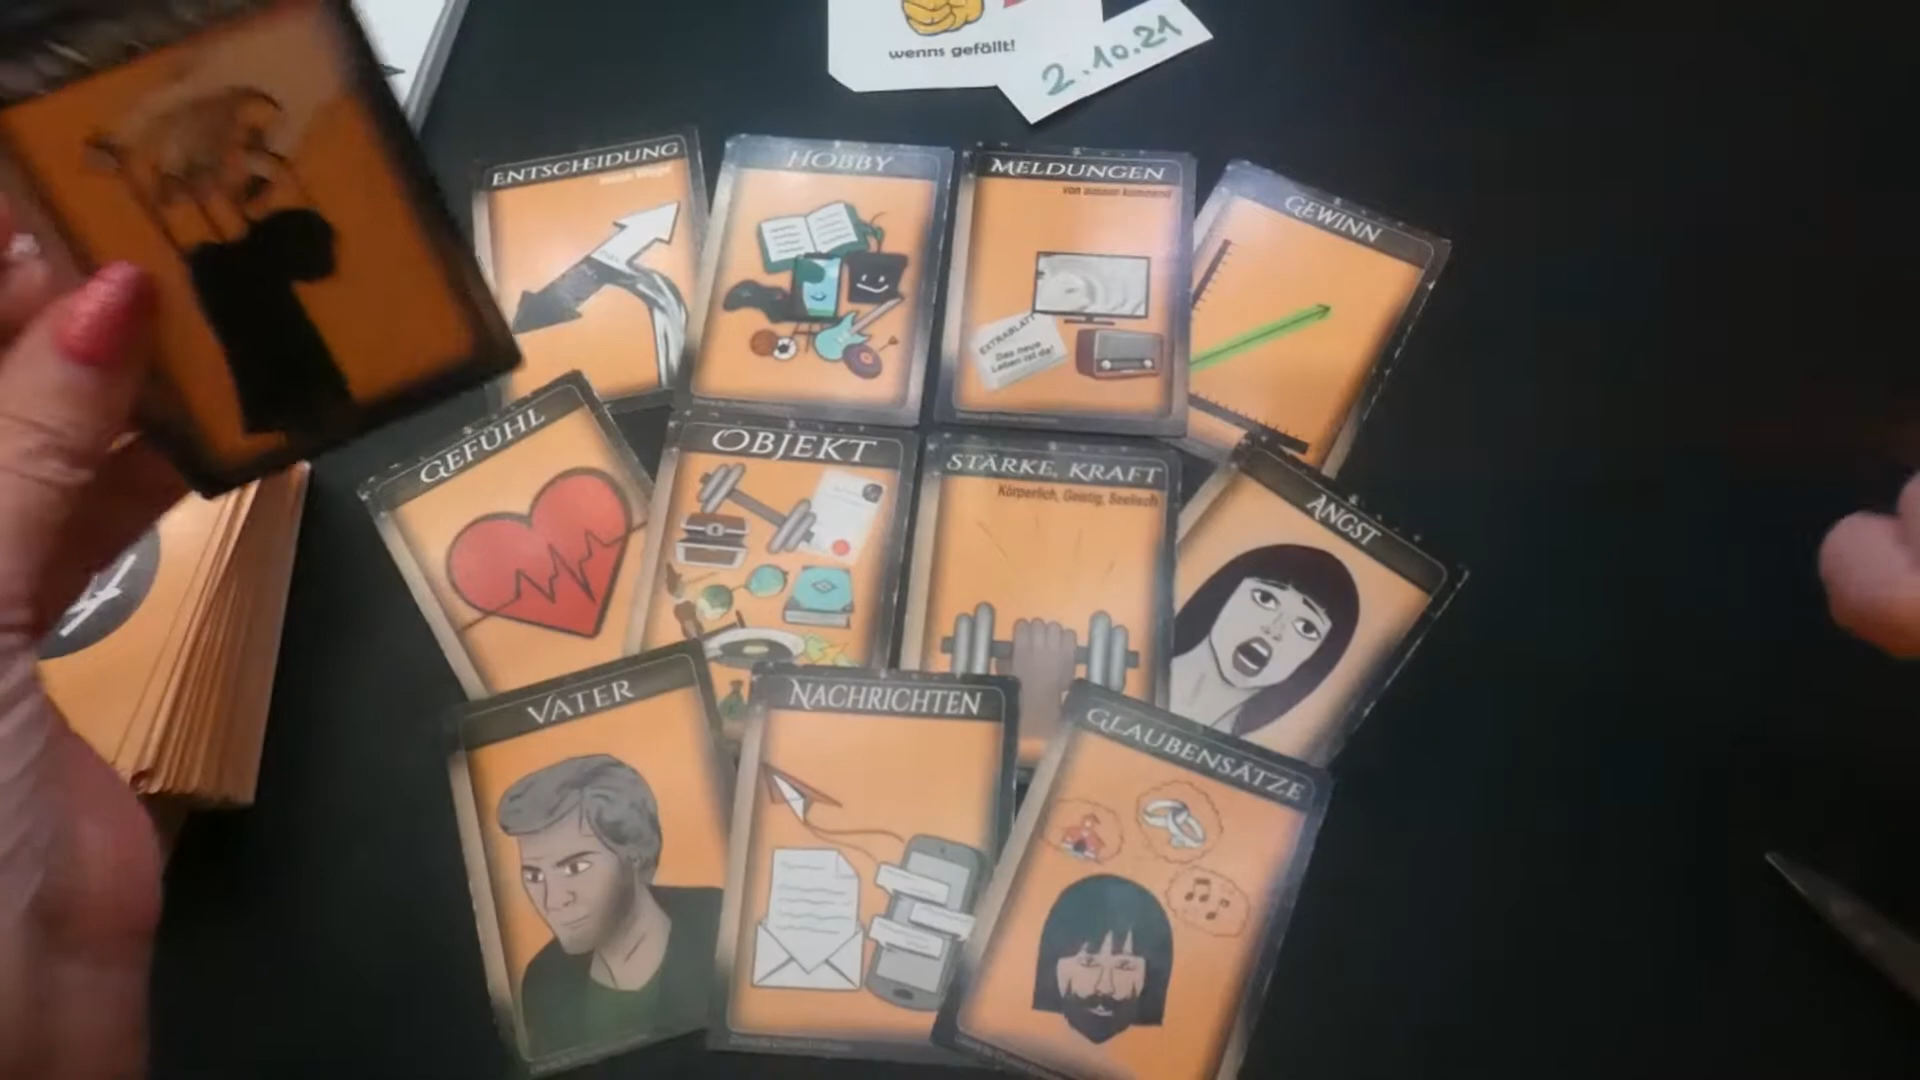 wenns gefällt!
2.10.21
ENTSCHEIDUNG
HOBBY
MELDUNGEN
von aussen kommend
GEWINN
EXTRABLATT
Das neue
Leben ist da!
GEFÜHL
OBJEKT
STÄRKE, KRAFT
Körperlich, Geistig, Seelisch
ANGST
VATER
NACHRICHTEN
GLAUBENSÄTZE